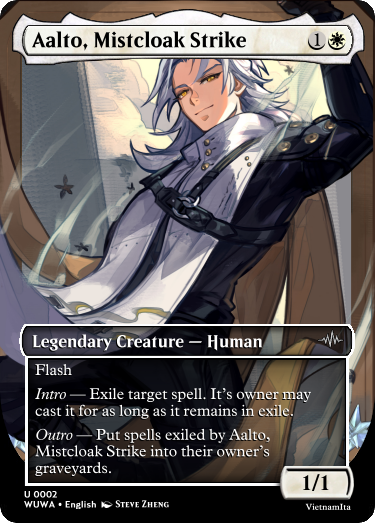 Aalto, Mistcloak Strike 1
Legendary Creature — Human
Flash
Intro — Exile target spell. It's owner may
cast it for as long as it remains in exile.
Outro — Put spells exiled by Aalto,
Mistcloak Strike into their owner's
graveyards.
1/1
U 0002
WUWA • English Steve Zheng
VietnamIta